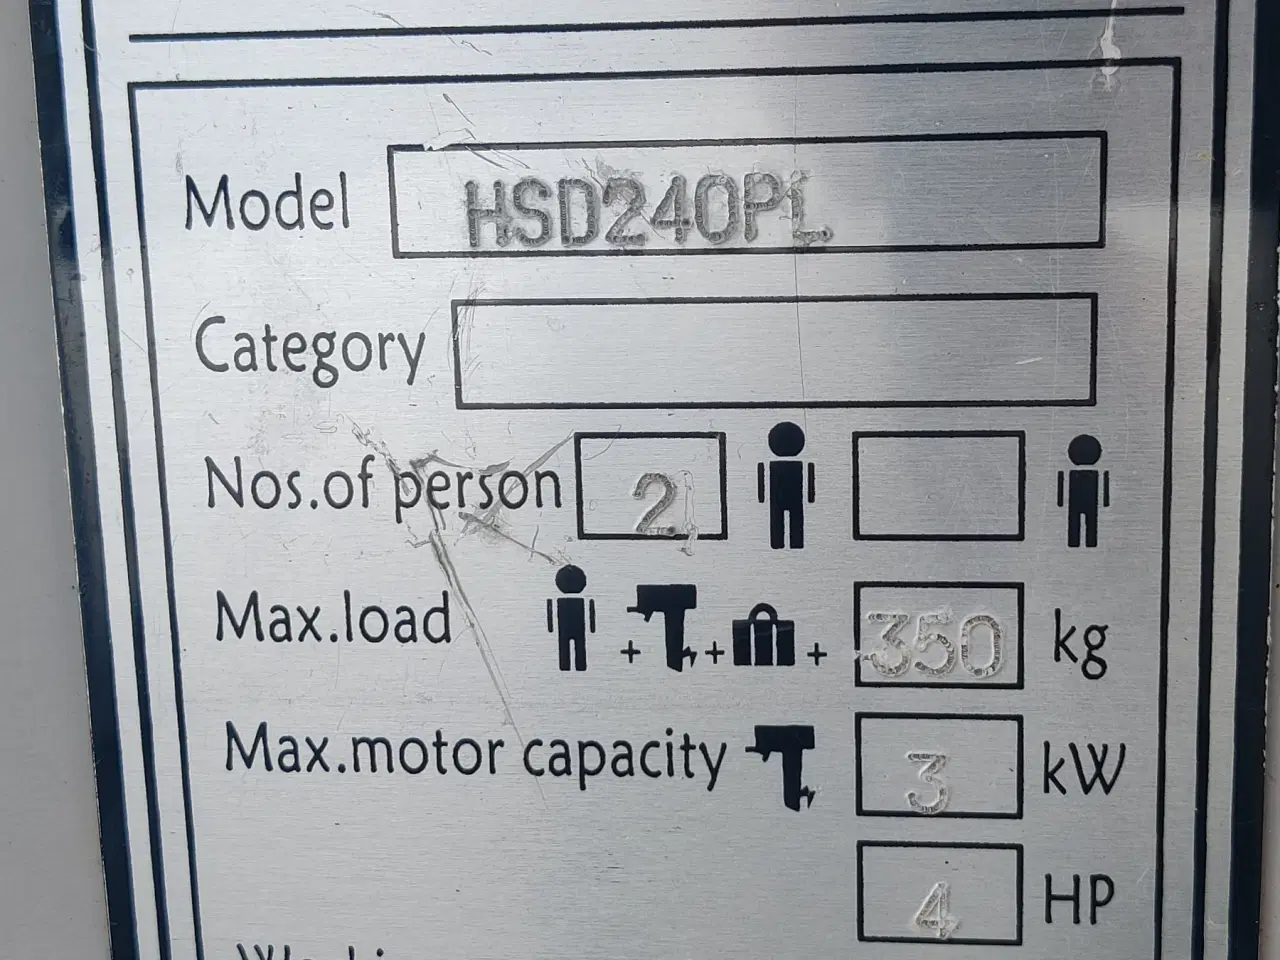 Model HSD240PL
Category
Nos.of person 2
Max.load + + + 350 kg
Max.motor capacity 3 kW
4 HP